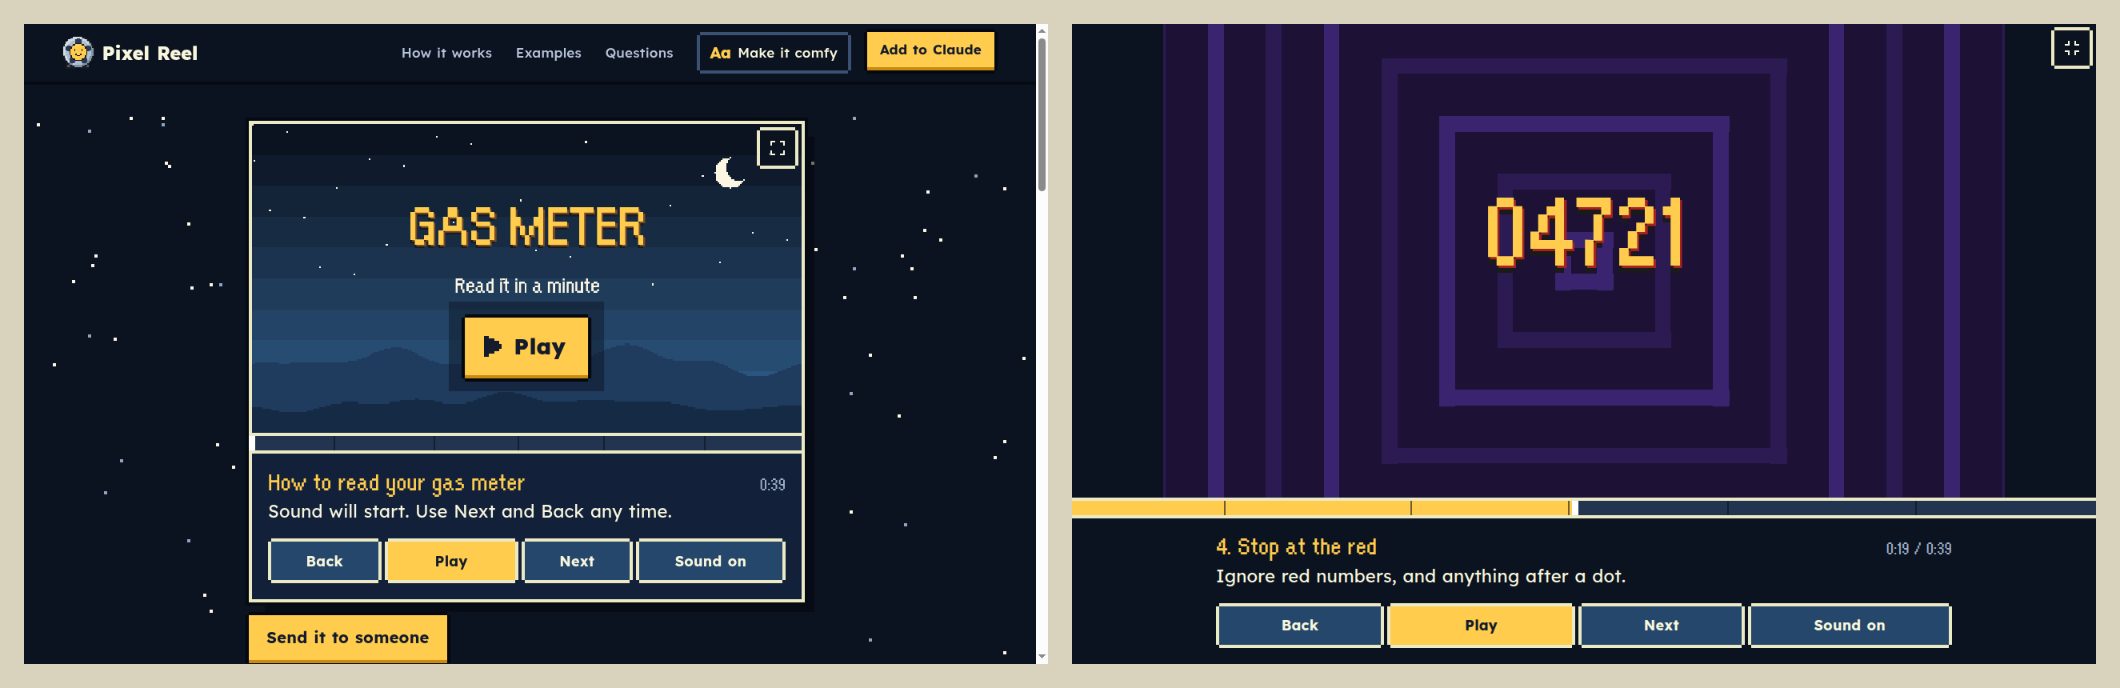 Pixel Reel
How it works
Examples
Questions
Aa Make it comfy
Add to Claude
GAS METER
Read it in a minute
Play
How to read your gas meter
0:39
Sound will start. Use Next and Back any time.
Back
Play
Next
Sound on
Send it to someone
04721
4. Stop at the red
0:19 / 0:39
Ignore red numbers, and anything after a dot.
Back
Play
Next
Sound on